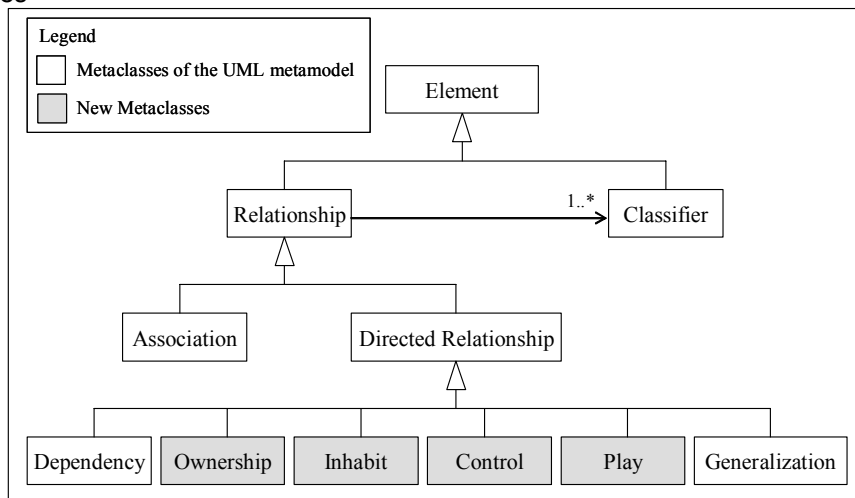 Legend
Metaclasses of the UML metamodel
New Metaclasses
Element
Relationship
1..*
Classifier
Association
Directed Relationship
Dependency
Ownership
Inhabit
Control
Play
Generalization